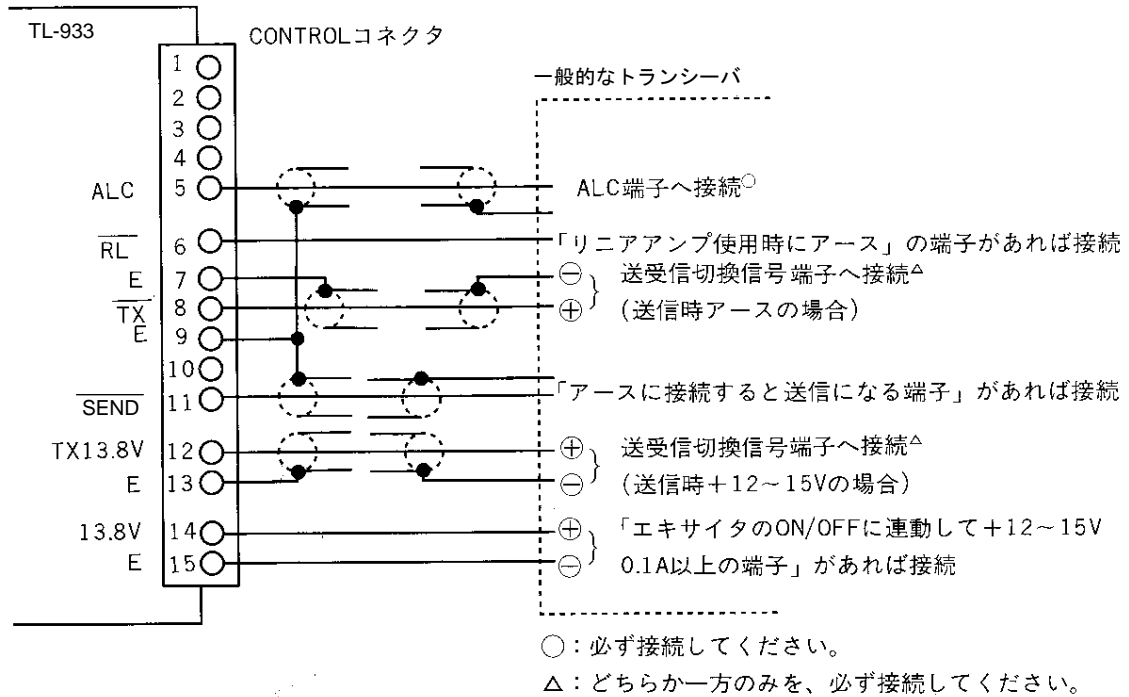 TL-933
CONTROLコネクタ
一般的なトランシーバ
1
2
3
4
ALC 5 ALC端子へ接続○
RL 6 「リニアアンプ使用時にアース」の端子があれば接続
E 7 ⊖ 送受信切換信号端子へ接続△
TX 8 ⊕ (送信時アースの場合)
E 9
10
SEND 11 「アースに接続すると送信になる端子」があれば接続
TX13.8V 12 ⊕ 送受信切換信号端子へ接続△
E 13 ⊖ (送信時+12~15Vの場合)
13.8V 14 ⊕ 「エキサイタのON/OFFに連動して+12~15V
E 15 ⊖ 0.1A以上の端子」があれば接続
○:必ず接続してください。
△:どちらか一方のみを、必ず接続してください。